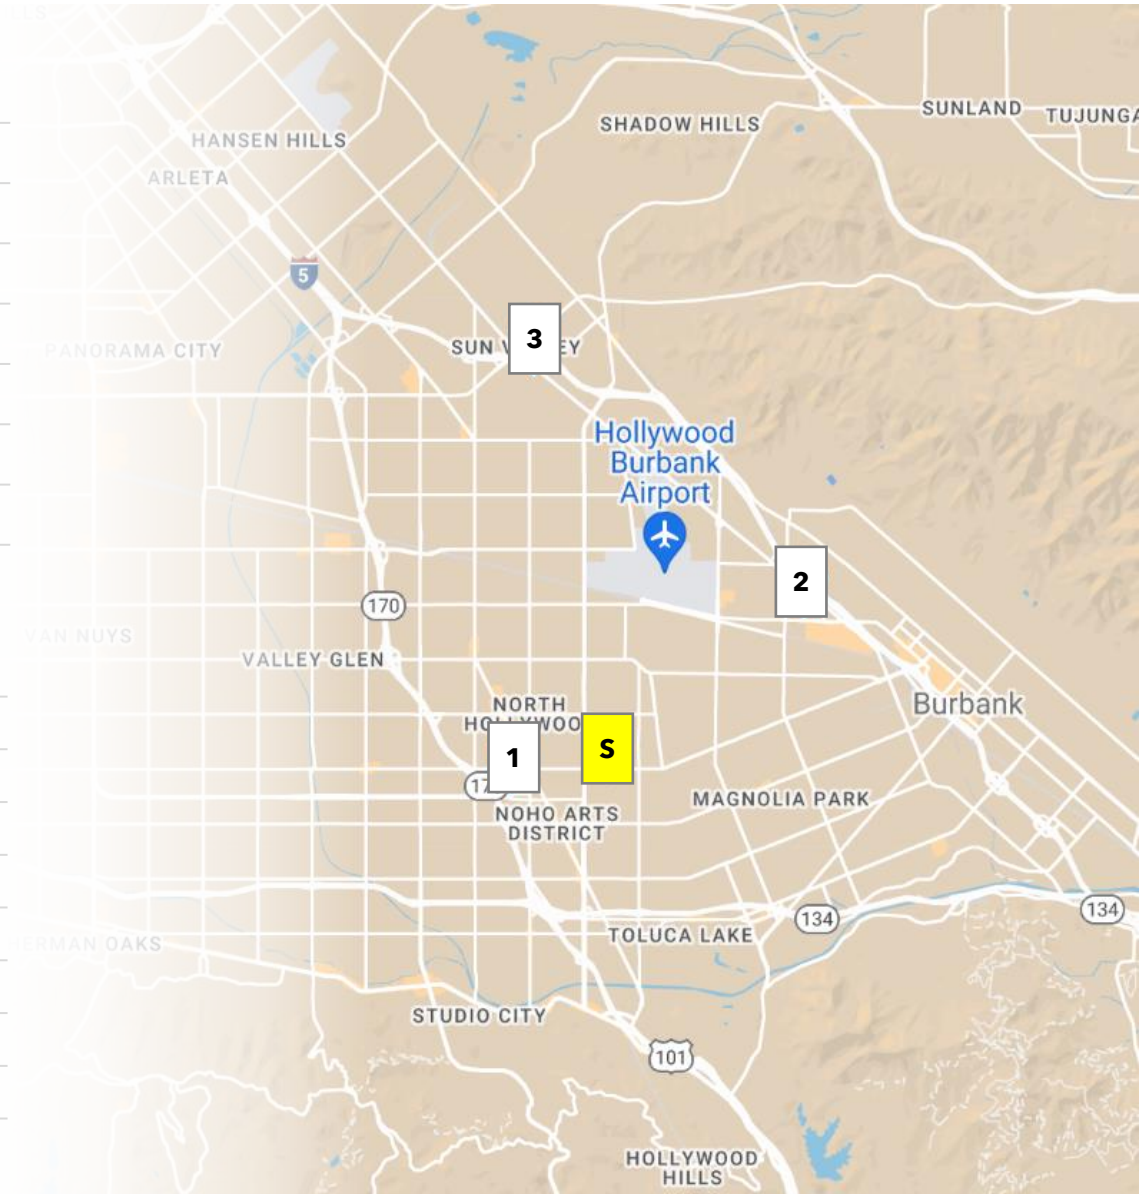 SUNLAND
TUJUNGA
SHADOW HILLS
HANSEN HILLS
ARLETA
5
3
PANORAMA CITY
Hollywood
Burbank
Airport
2
170
VAN NUYS
VALLEY GLEN
NORTH
Burbank
S
1
MAGNOLIA PARK
NOHO ARTS
DISTRICT
134
134
TOLUCA LAKE
STUDIO CITY
101
HOLLYWOOD
HILLS